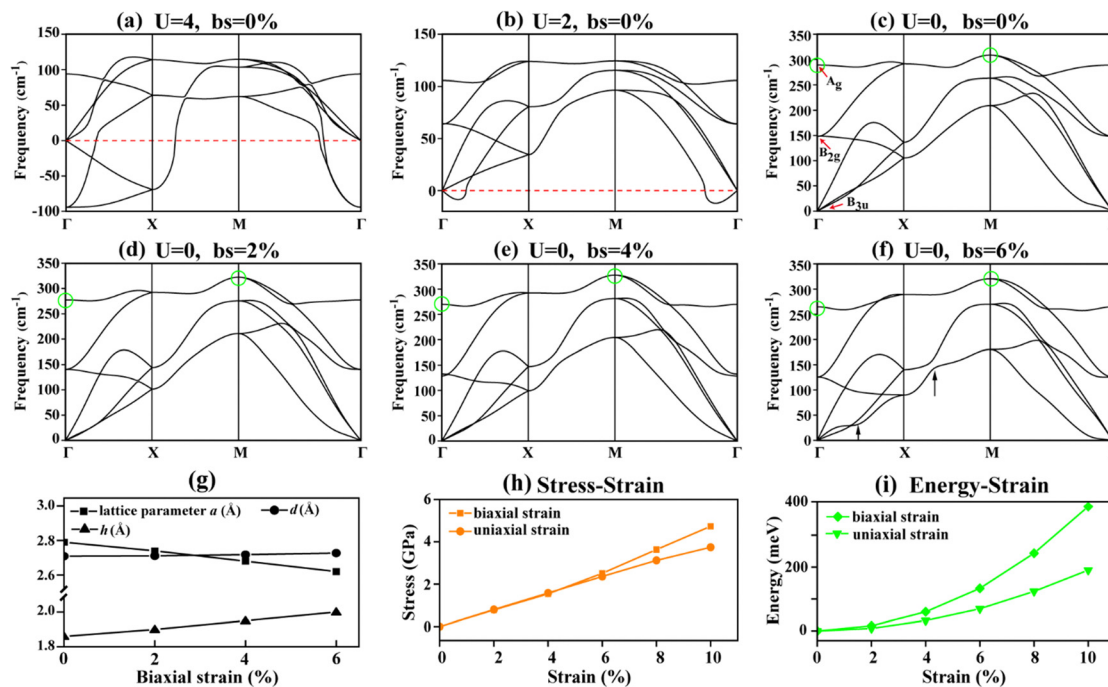 (a) U=4, bs=0%
(b) U=2, bs=0%
(c) U=0, bs=0%
Frequency (cm⁻¹)
150
100
50
0
-50
-100
Γ X M Γ
Frequency (cm⁻¹)
150
100
50
0
Γ X M Γ
Frequency (cm⁻¹)
350
300
250
200
150
100
50
0
A_g
B_2g
B_3u
Γ X M Γ
(d) U=0, bs=2%
(e) U=0, bs=4%
(f) U=0, bs=6%
Frequency (cm⁻¹)
350
300
250
200
150
100
50
0
Γ X M Γ
Frequency (cm⁻¹)
350
300
250
200
150
100
50
0
Γ X M Γ
Frequency (cm⁻¹)
350
300
250
200
150
100
50
0
Γ X M
(g)
3.0
2.8
2.6
2.0
1.8
lattice parameter a (Å)
d (Å)
h (Å)
0 2 4 6
Biaxial strain (%)
(h) Stress-Strain
Stress (GPa)
6
4
2
0
biaxial strain
uniaxial strain
0 2 4 6 8 10
Strain (%)
(i) Energy-Strain
Energy (meV)
400
200
0
biaxial strain
uniaxial strain
0 2 4 6 8 10
Strain (%)